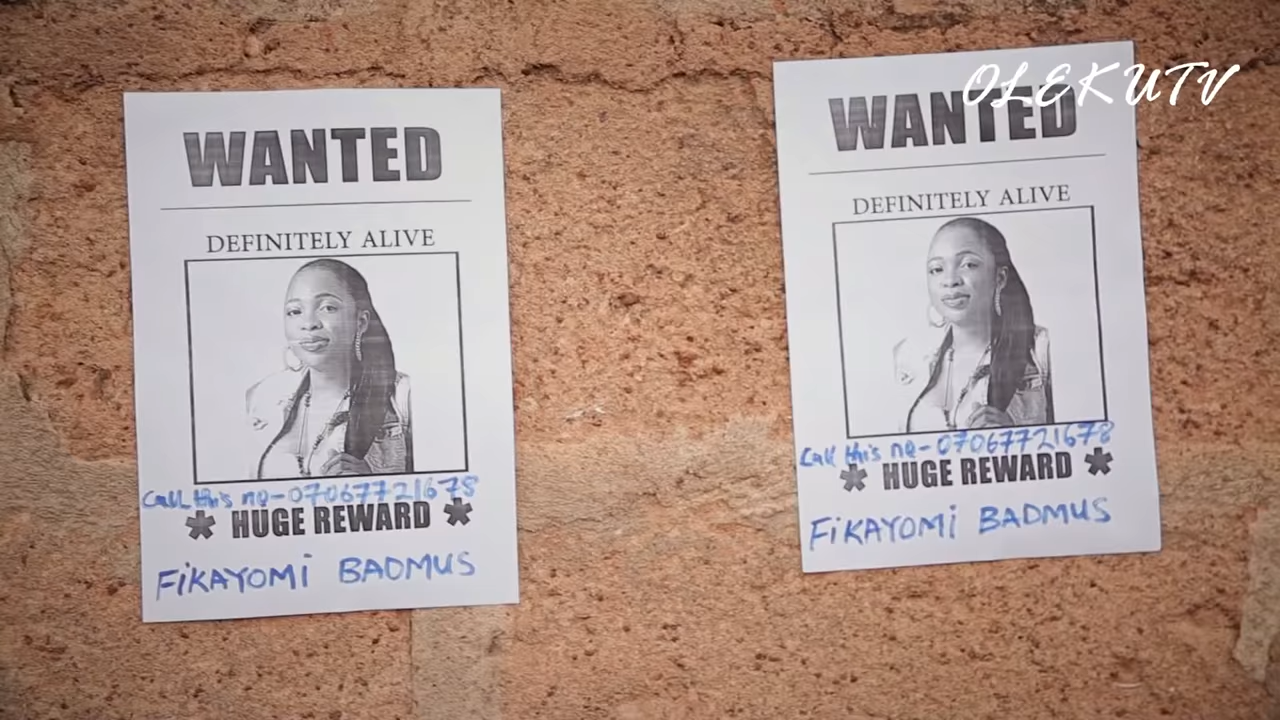 WANTED
DEFINITELY ALIVE
Call this no-07067721678
* HUGE REWARD *
FiKAYOMi BADMUS
OLEKUTV
WANTED
DEFINITELY ALIVE
Call this no-07067721678
* HUGE REWARD *
FiKAYOMi BADMUS